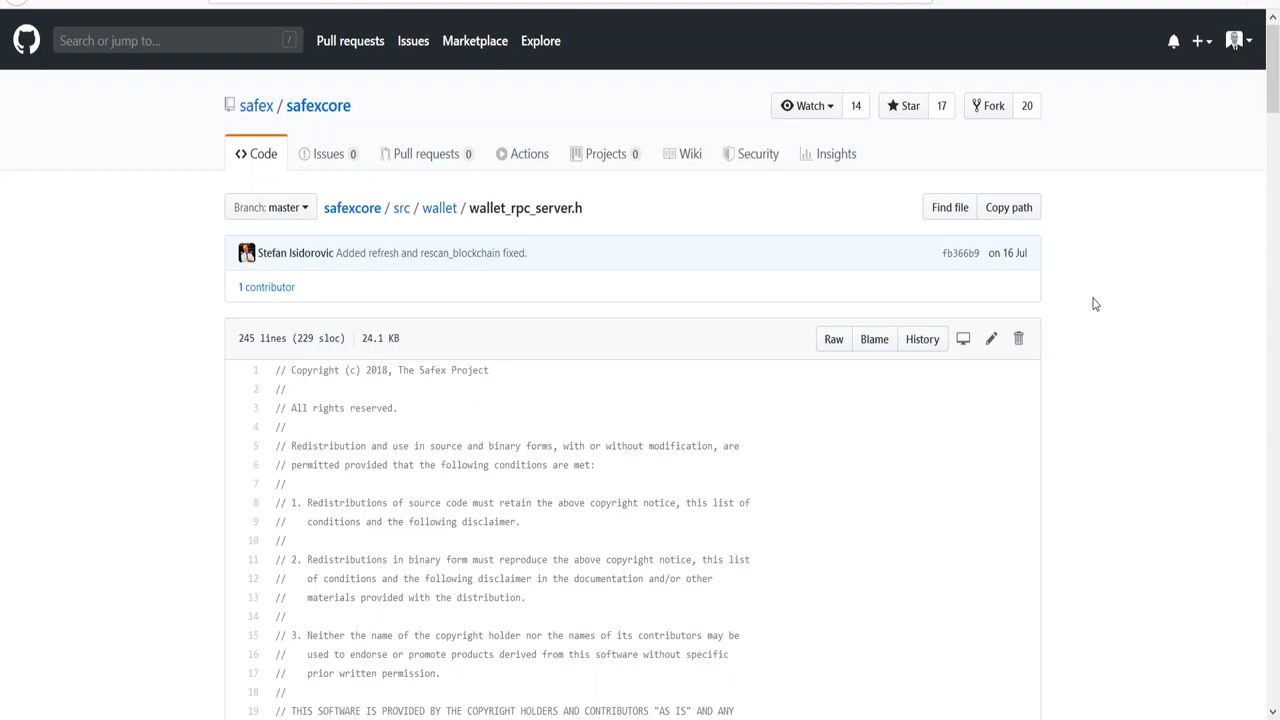 Search or jump to... /
Pull requests Issues Marketplace Explore
safex / safexcore
Watch 14 Star 17 Fork 20
Code Issues 0 Pull requests 0 Actions Projects 0 Wiki Security Insights
Branch: master safexcore / src / wallet / wallet_rpc_server.h Find file Copy path
Stefan Isidorovic Added refresh and rescan_blockchain fixed. fb366b9 on 16 Jul
1 contributor
245 lines (229 sloc) 24.1 KB Raw Blame History
1 // Copyright (c) 2018, The Safex Project
2 //
3 // All rights reserved.
4 //
5 // Redistribution and use in source and binary forms, with or without modification, are
6 // permitted provided that the following conditions are met:
7 //
8 // 1. Redistributions of source code must retain the above copyright notice, this list of
9 // conditions and the following disclaimer.
10 //
11 // 2. Redistributions in binary form must reproduce the above copyright notice, this list
12 // of conditions and the following disclaimer in the documentation and/or other
13 // materials provided with the distribution.
14 //
15 // 3. Neither the name of the copyright holder nor the names of its contributors may be
16 // used to endorse or promote products derived from this software without specific
17 // prior written permission.
18 //
19 // THIS SOFTWARE IS PROVIDED BY THE COPYRIGHT HOLDERS AND CONTRIBUTORS "AS IS" AND ANY